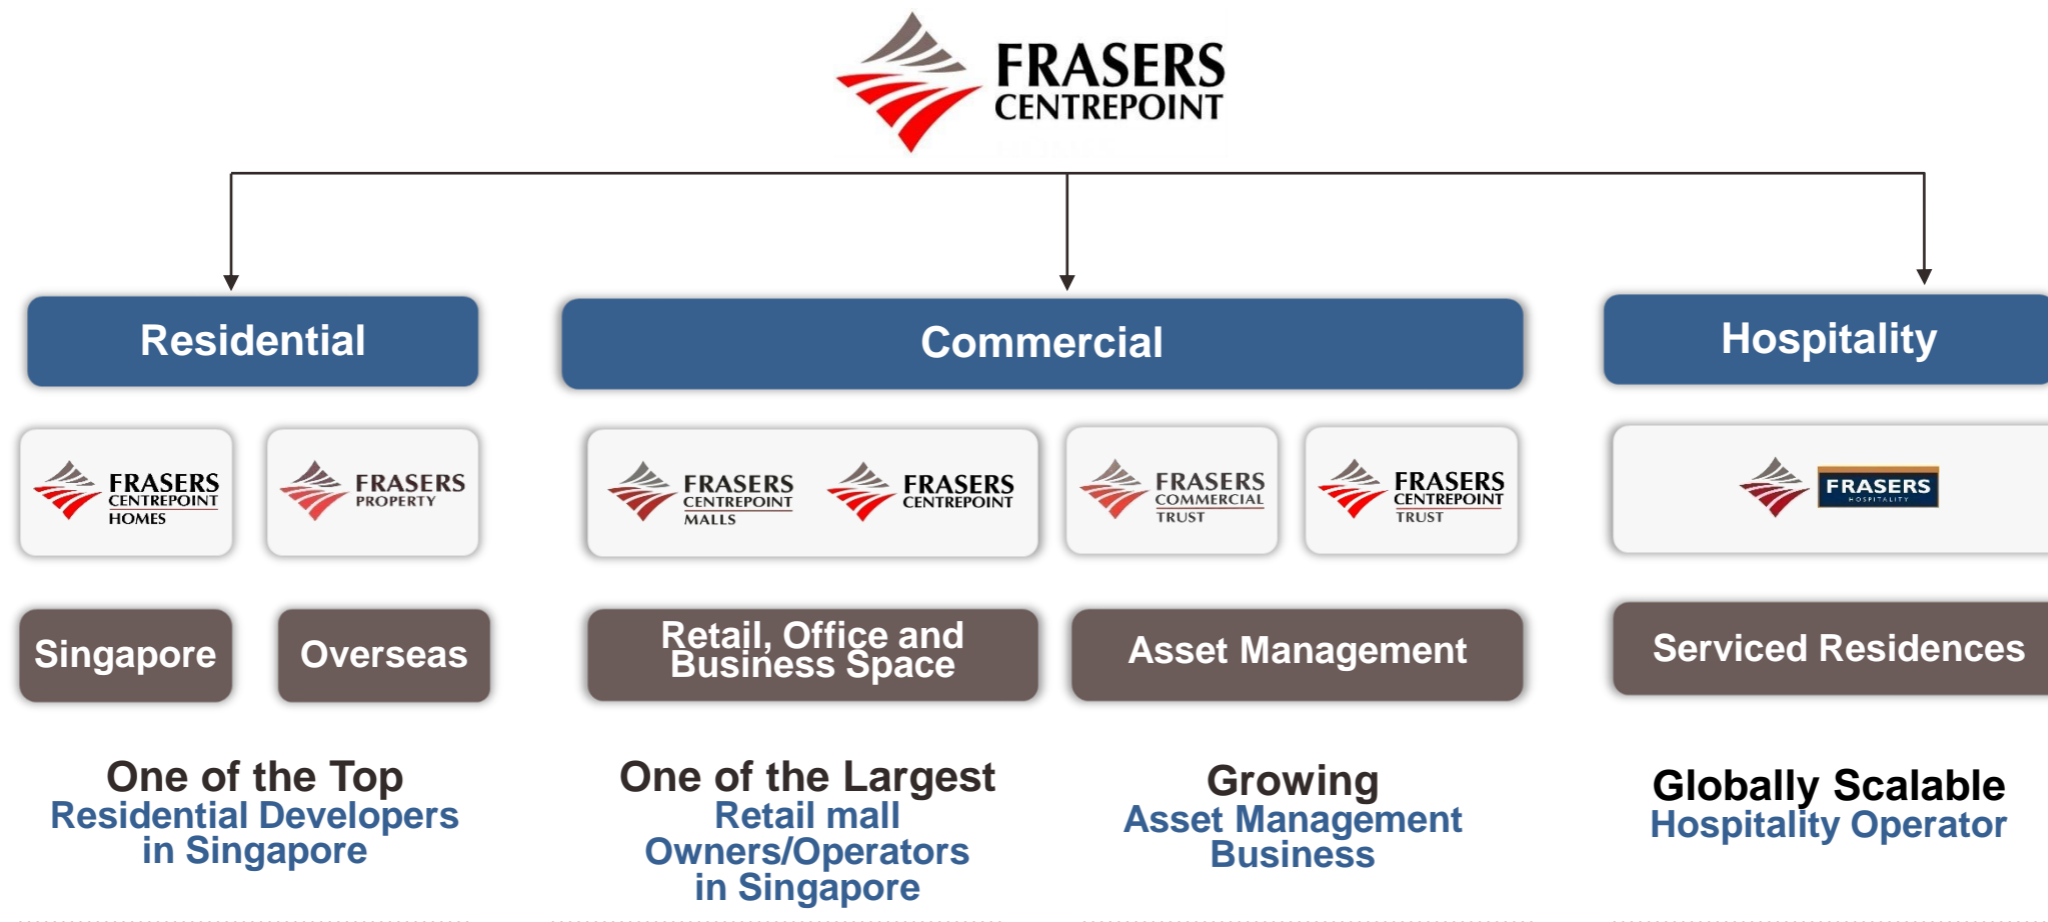 FRASERS
CENTREPOINT
Residential
Commercial
Hospitality
FRASERS
CENTREPOINT
HOMES
FRASERS
PROPERTY
FRASERS
CENTREPOINT
MALLS
FRASERS
CENTREPOINT
FRASERS
COMMERCIAL
TRUST
FRASERS
CENTREPOINT
TRUST
FRASERS
HOSPITALITY
Singapore
Overseas
Retail, Office and
Business Space
Asset Management
Serviced Residences
One of the Top
Residential Developers
in Singapore
One of the Largest
Retail mall
Owners/Operators
in Singapore
Growing
Asset Management
Business
Globally Scalable
Hospitality Operator